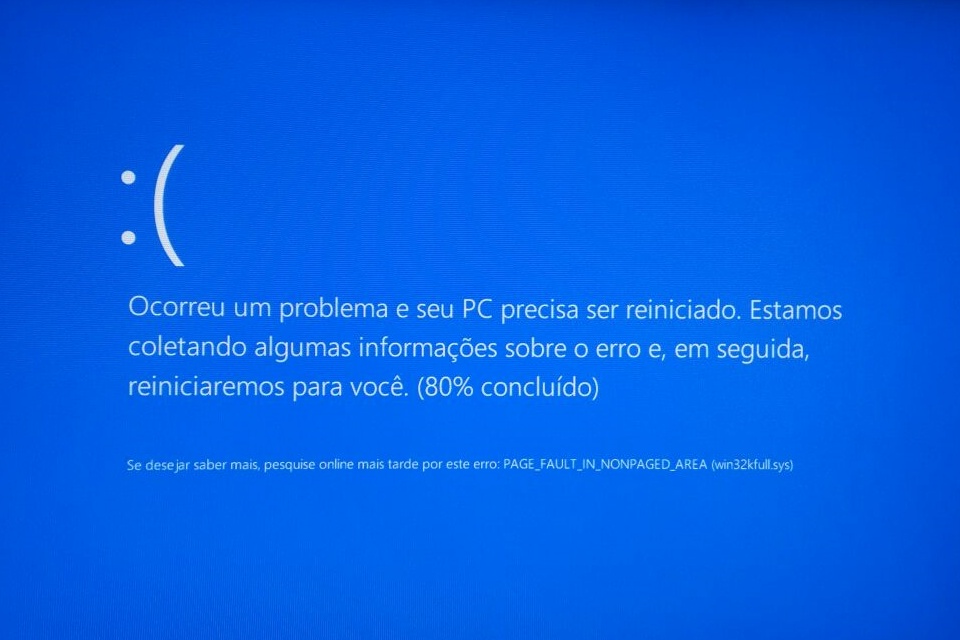 :(
Ocorreu um problema e seu PC precisa ser reiniciado. Estamos
coletando algumas informações sobre o erro e, em seguida,
reiniciaremos para você. (80% concluído)
Se desejar saber mais, pesquise online mais tarde por este erro: PAGE_FAULT_IN_NONPAGED_AREA (win32kfull.sys)